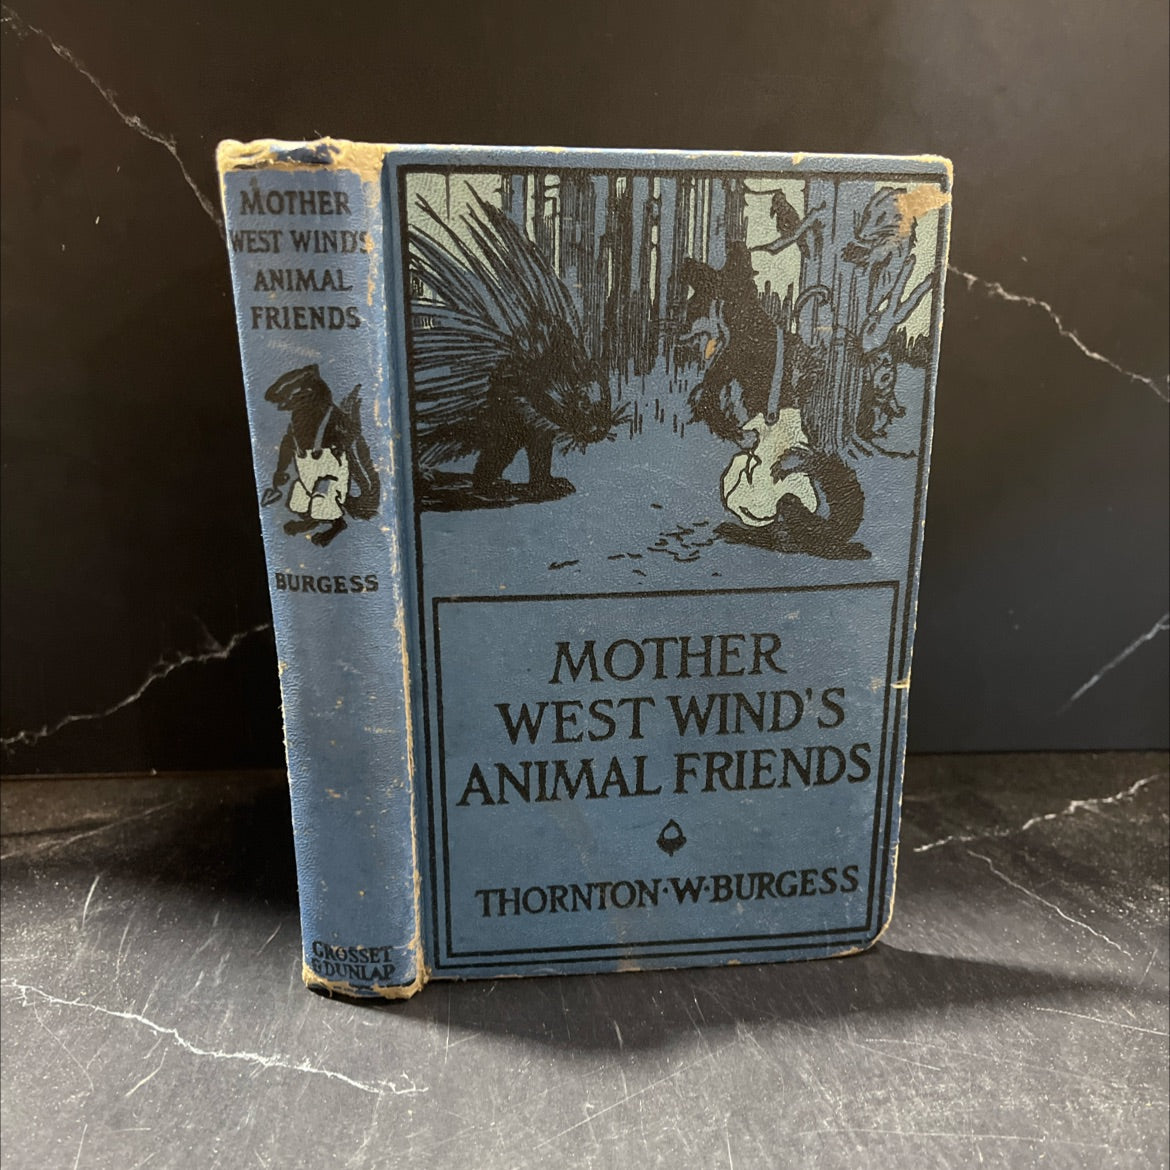 MOTHER
WEST WIND'S
ANIMAL
FRIENDS
BURGESS
GROSSET
& DUNLAP
MOTHER
WEST WIND'S
ANIMAL FRIENDS
THORNTON·W·BURGESS